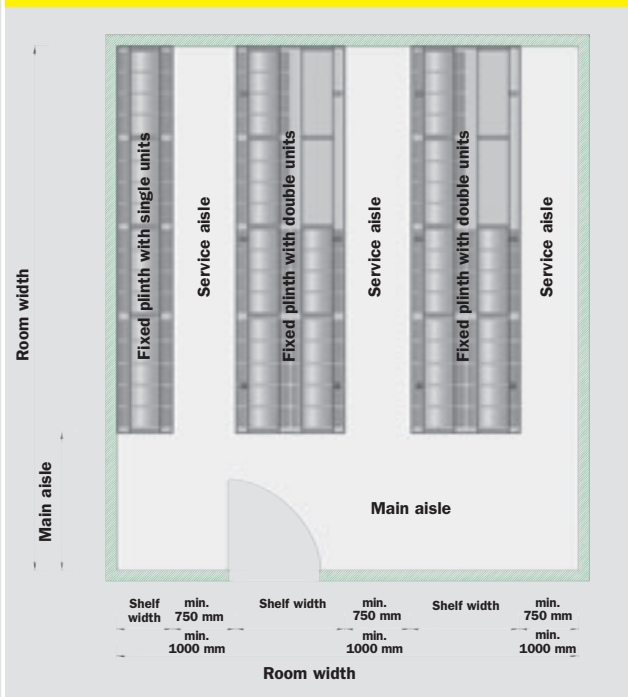 Fixed plinth with single units
Service aisle
Fixed plinth with double units
Service aisle
Fixed plinth with double units
Service aisle
Room width
Main aisle
Main aisle
Shelf
width
min.
750 mm
Shelf width
min.
750 mm
Shelf width
min.
750 mm
min.
1000 mm
min.
1000 mm
min.
1000 mm
Room width